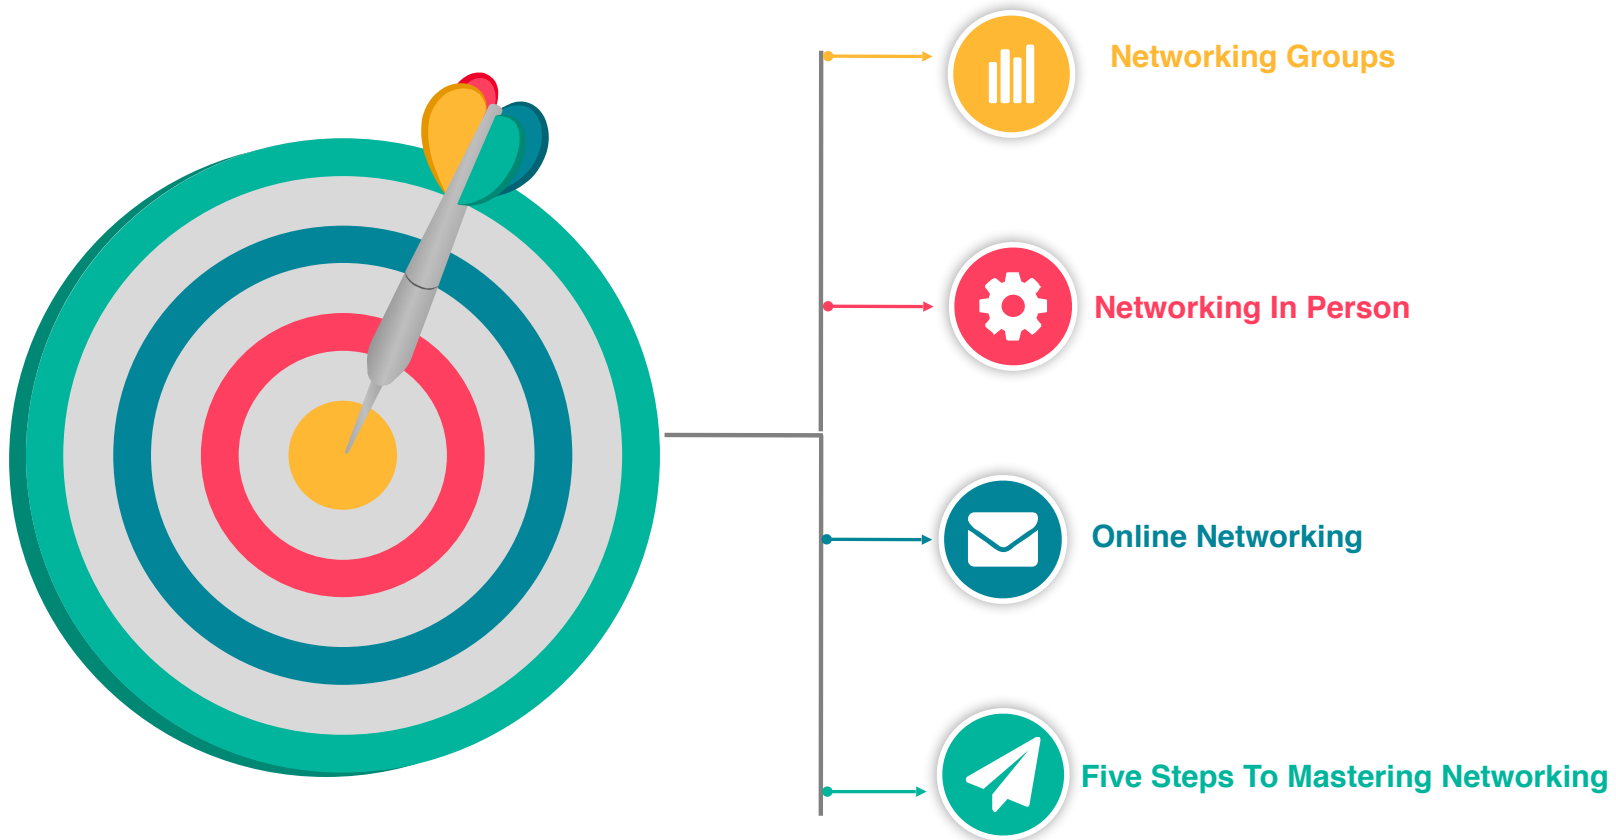 Networking Groups
Networking In Person
Online Networking
Five Steps To Mastering Networking